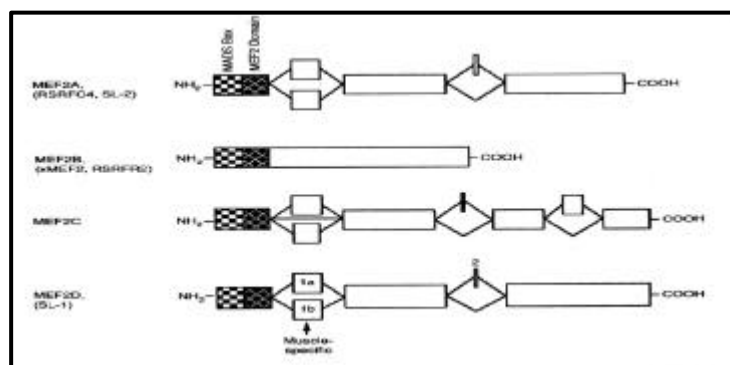 MADS Box
MEF2 Domain
MEF2A,
(RSRFC4, SL-2)
NH2
COOH
MEF2B,
(xMEF2, RSRFR2)
NH2
COOH
MEF2C
NH2
COOH
MEF2D,
(SL-1)
NH2
1a
1b
2
COOH
Muscle-
specific